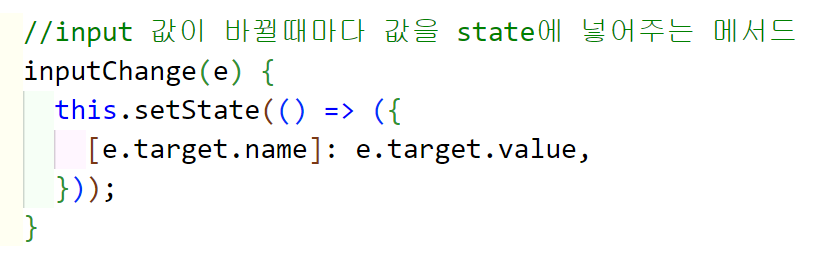 //input 값이 바뀔때마다 값을 state에 넣어주는 메서드
inputChange(e) {
  this.setState(() => ({
    [e.target.name]: e.target.value,
  }));
}